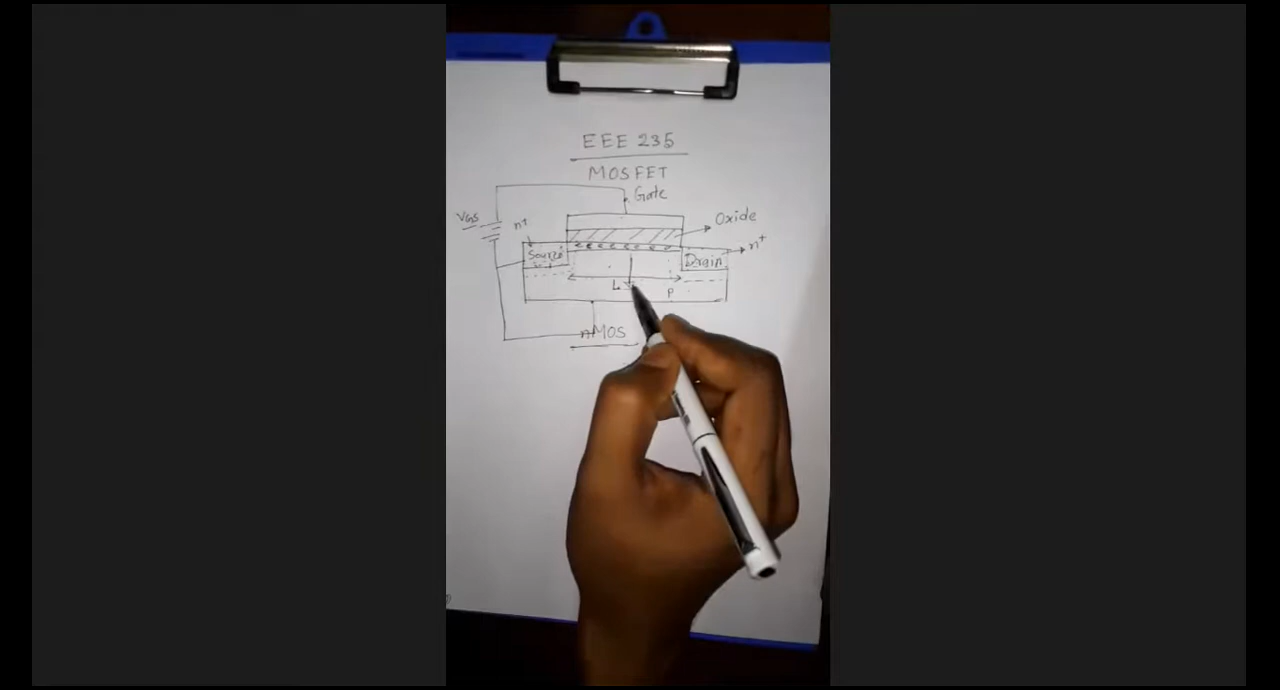 EEE 235
MOSFET
Gate
VGS
n+
Oxide
n+
Source
Drain
L
P
nMOS